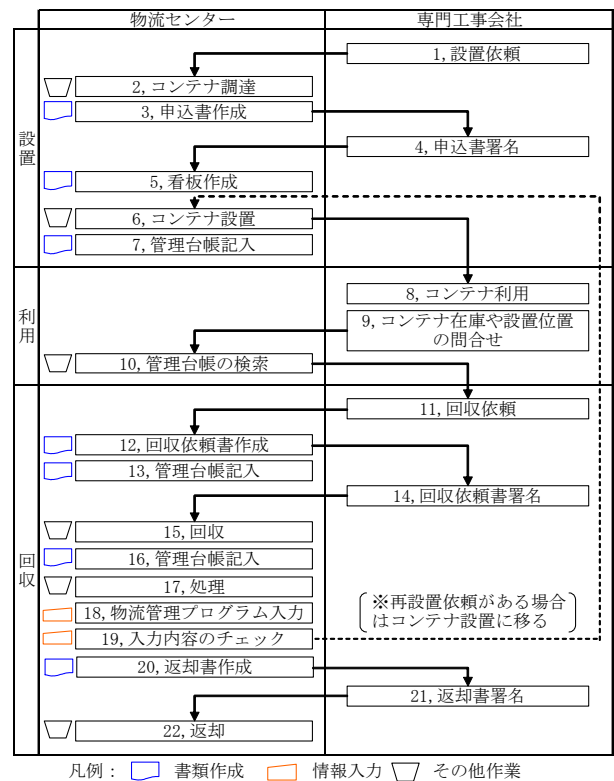 物流センター 専門工事会社
設置
1,設置依頼
2,コンテナ調達
3,申込書作成
4,申込書署名
5,看板作成
6,コンテナ設置
7,管理台帳記入
利用
8,コンテナ利用
9,コンテナ在庫や設置位置
の問合せ
10,管理台帳の検索
回収
11,回収依頼
12,回収依頼書作成
13,管理台帳記入
14,回収依頼書署名
15,回収
16,管理台帳記入
17,処理
18,物流管理プログラム入力
19,入力内容のチェック
※再設置依頼がある場合
はコンテナ設置に移る
20,返却書作成
21,返却書署名
22,返却
凡例： 書類作成 情報入力 その他作業